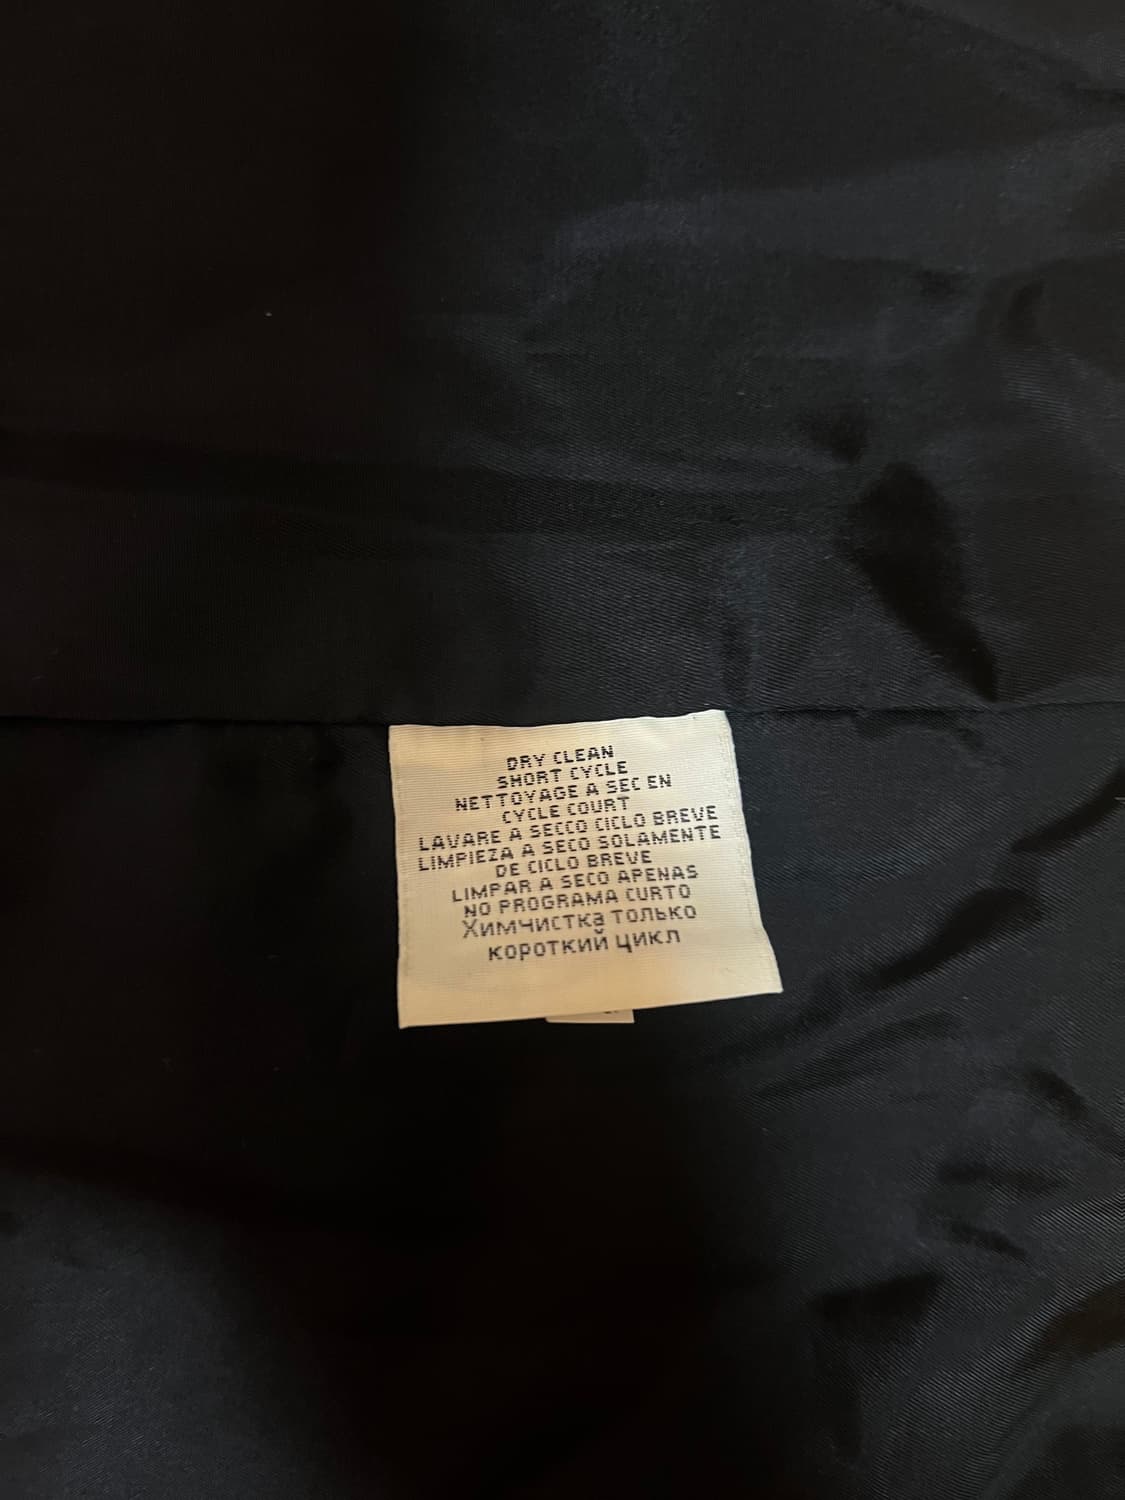 DRY CLEAN
SHORT CYCLE
NETTOYAGE A SEC EN
CYCLE COURT
LAVARE A SECCO CICLO BREVE
LIMPIEZA A SECO SOLAMENTE
DE CICLO BREVE
LIMPAR A SECO APENAS
NO PROGRAMA CURTO
Химчистка только
короткий цикл